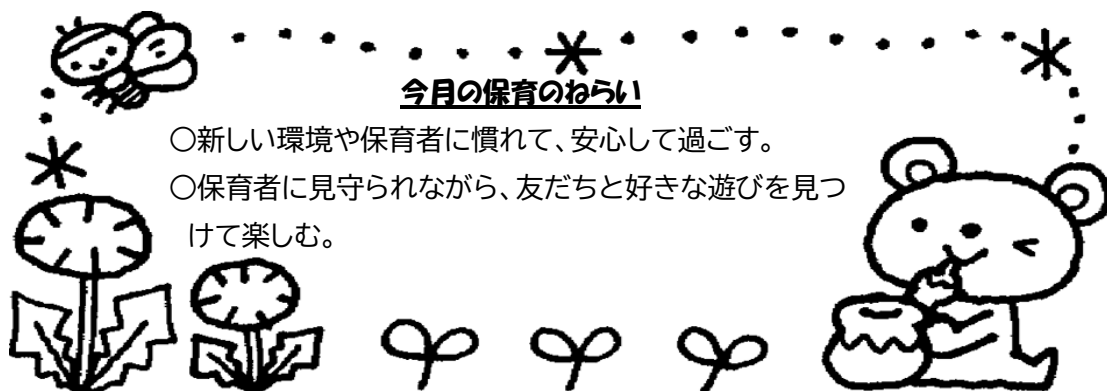 今月の保育のねらい
○新しい環境や保育者に慣れて、安心して過ごす。
○保育者に見守られながら、友だちと好きな遊びを見つ
けて楽しむ。